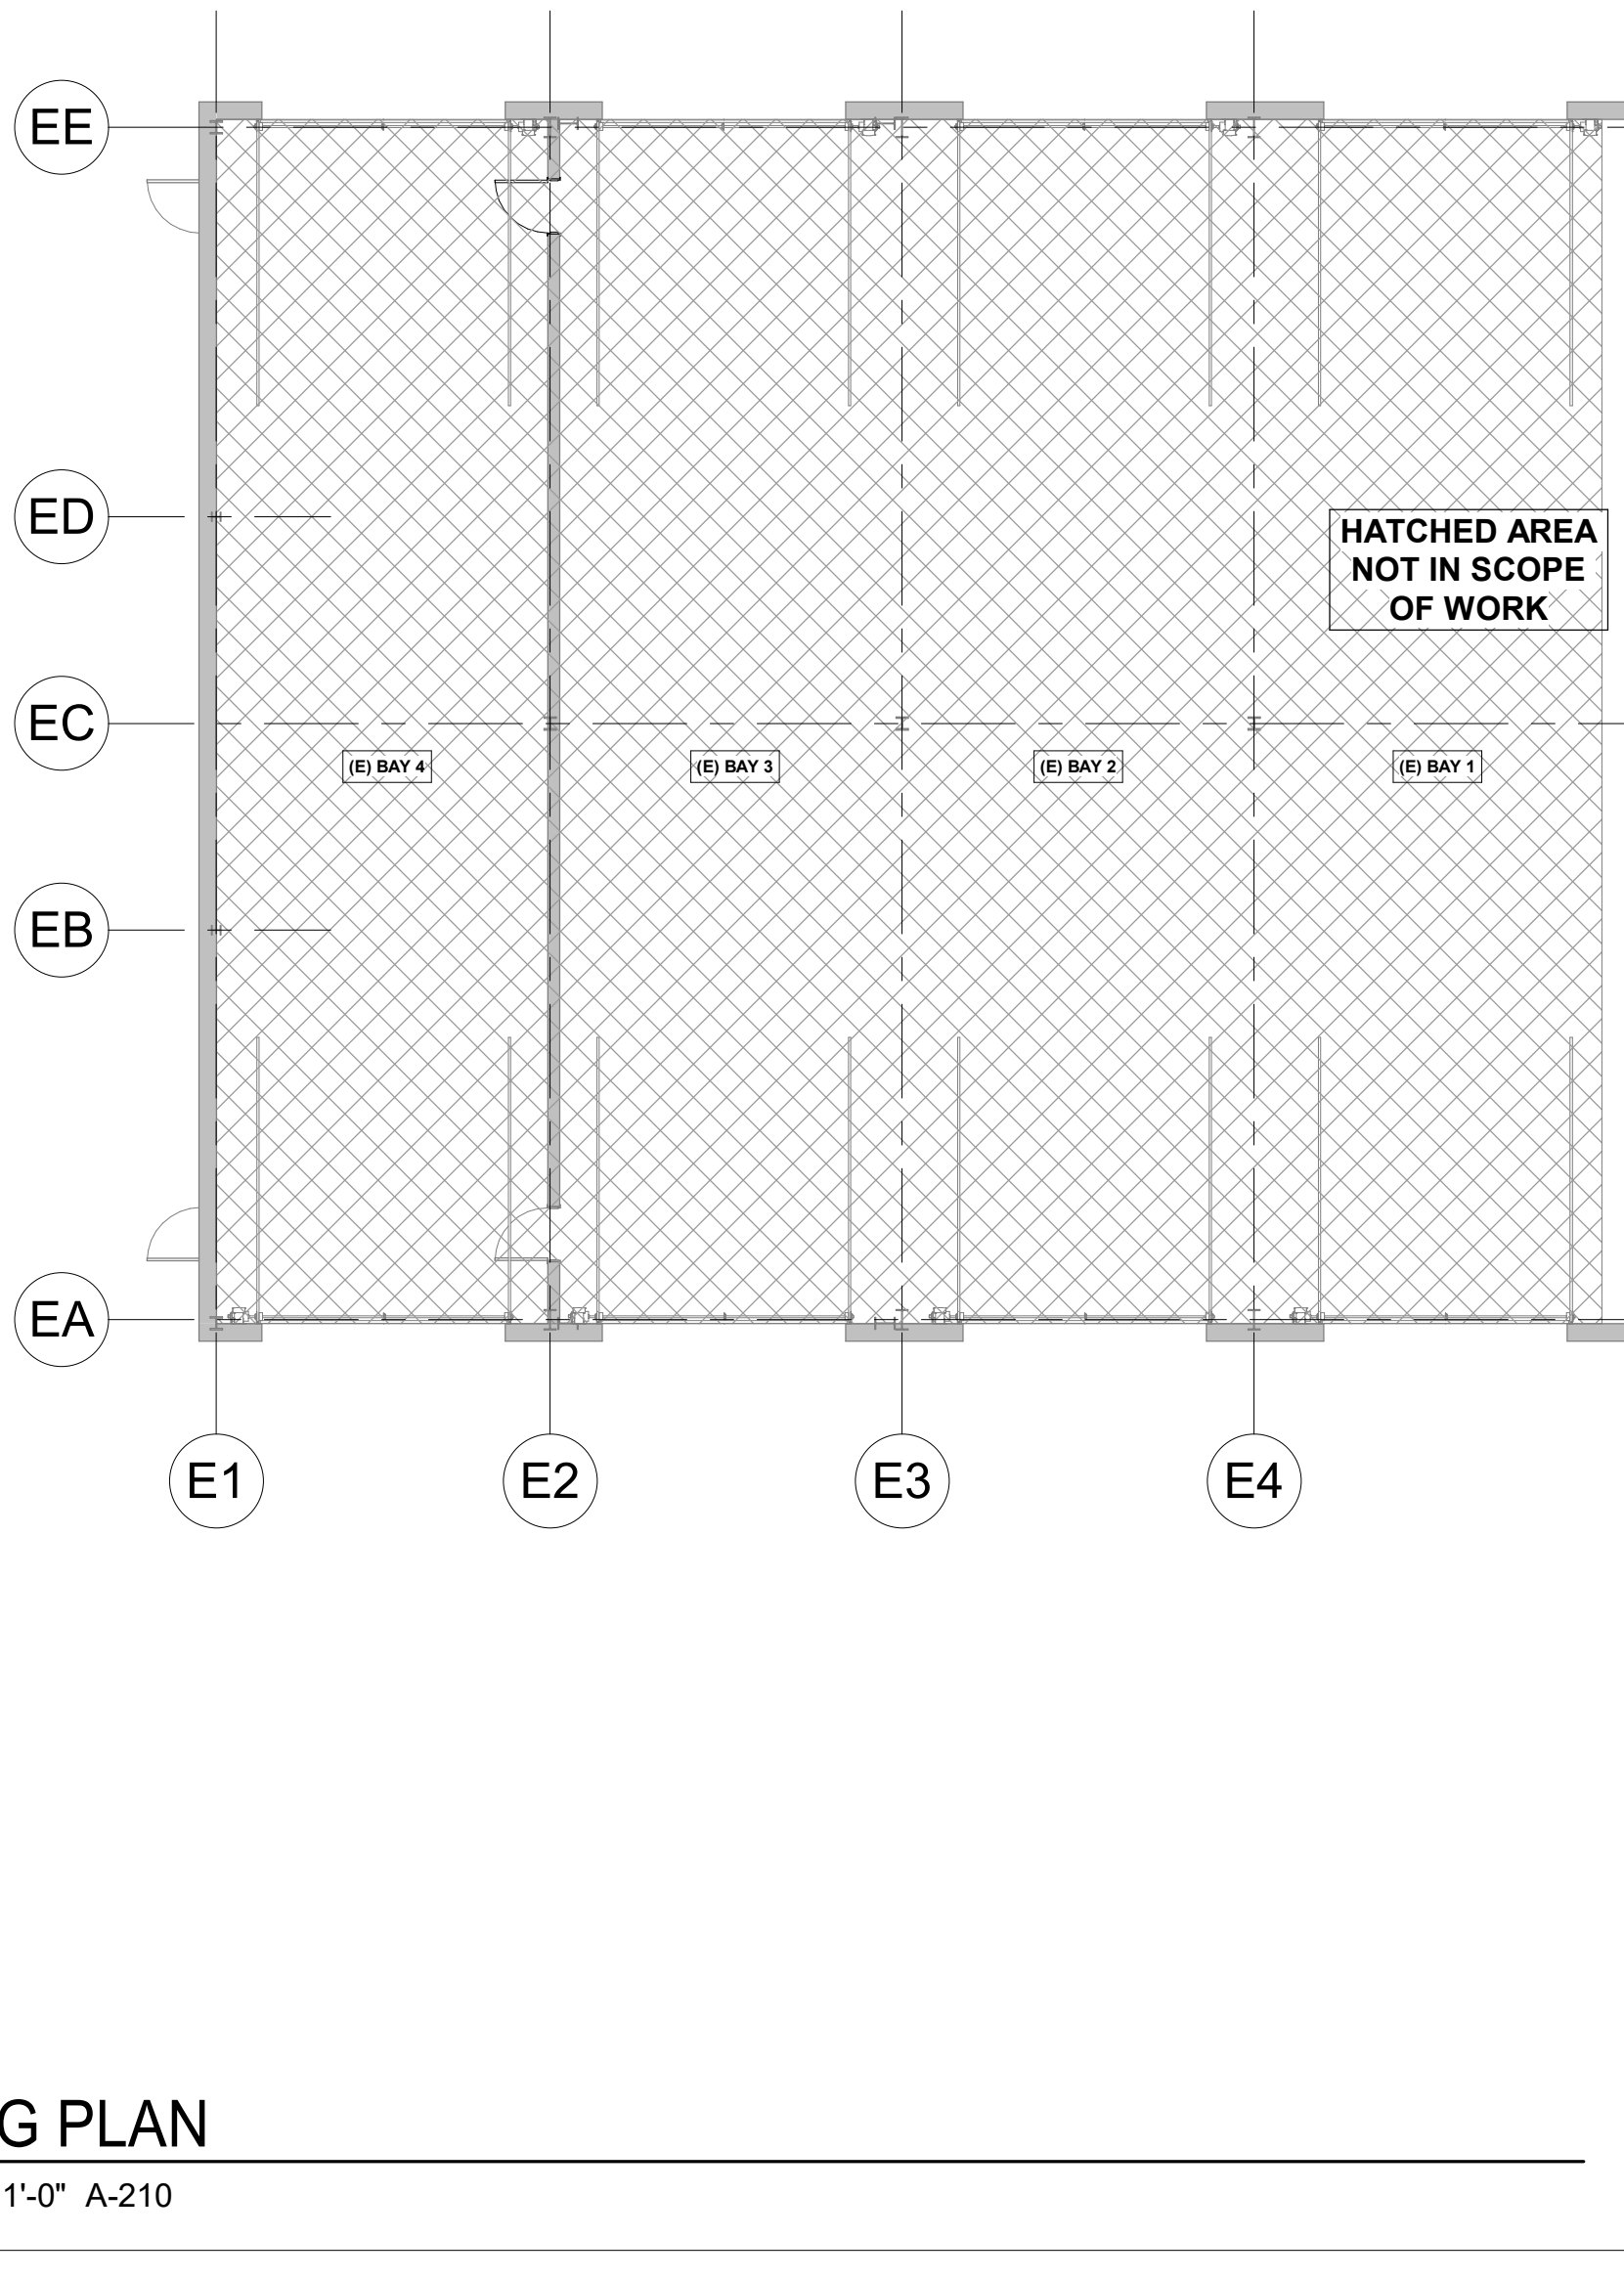 EE
ED
HATCHED AREA
NOT IN SCOPE
OF WORK
EC
(E) BAY 4
(E) BAY 3
(E) BAY 2
(E) BAY 1
EB
EA
E1
E2
E3
E4
G PLAN
1'-0" A-210